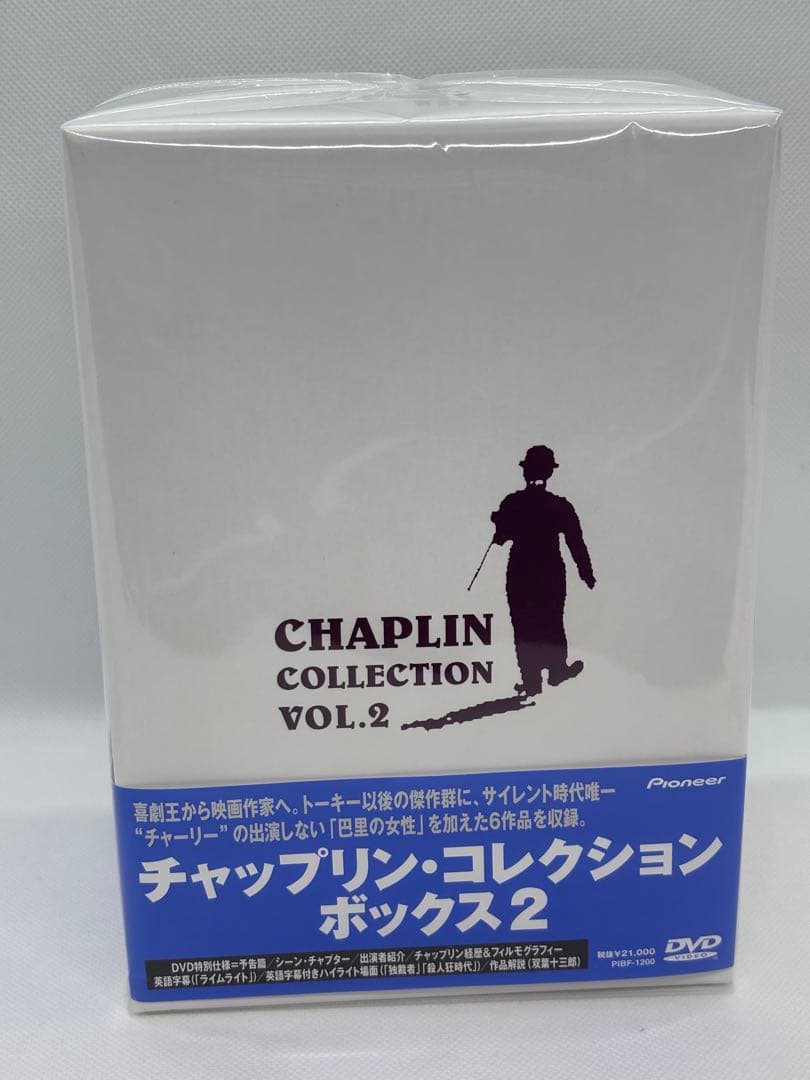 CHAPLIN
COLLECTION
VOL.2
Pioneer
喜劇王から映画作家へ。トーキー以後の傑作群に、サイレント時代唯一
“チャーリー”の出演しない「巴里の女性」を加えた6作品を収録。
チャップリン・コレクション
ボックス2
DVD特別仕様=予告篇/シーン・チャプター/出演者紹介/チャップリン経歴&フィルモグラフィー
英語字幕(「ライムライト」)/英語字幕付きハイライト場面(「独裁者」「殺人狂時代」)/作品解説(双葉十三郎)
税抜¥21,000
PIBF-1200
DVD
VIDEO